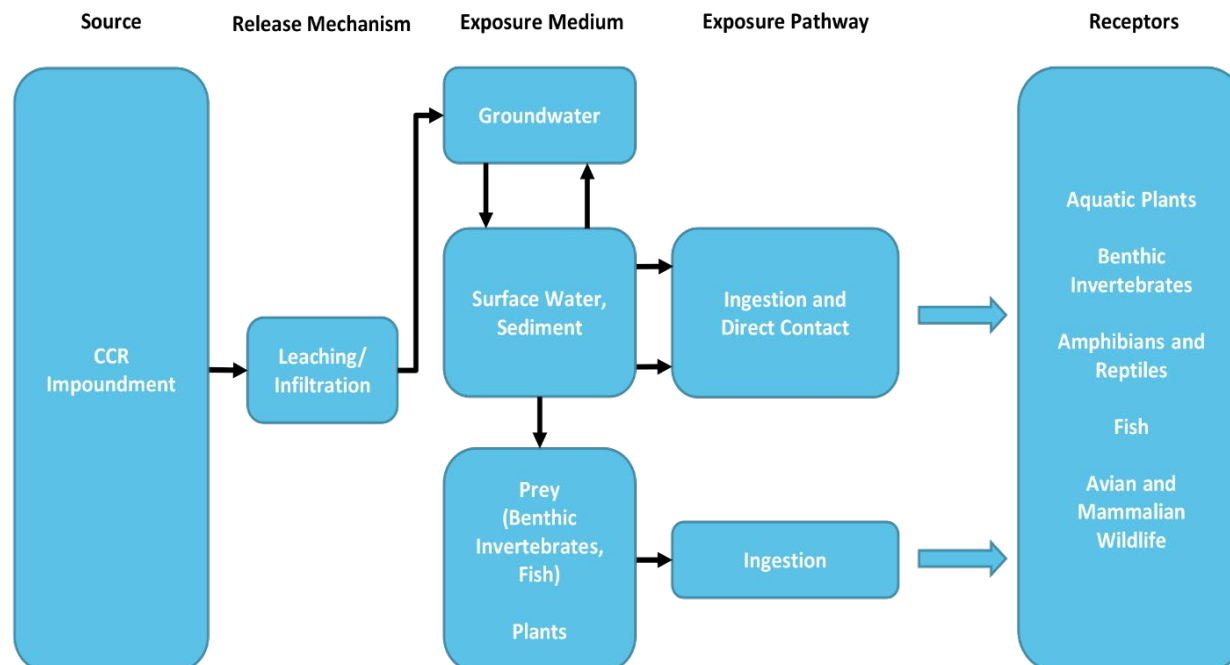 Source
Release Mechanism
Exposure Medium
Exposure Pathway
Receptors
CCR
Impoundment
Leaching/
Infiltration
Groundwater
Surface Water,
Sediment
Prey
(Benthic
Invertebrates,
Fish)
Plants
Ingestion and
Direct Contact
Ingestion
Aquatic Plants
Benthic
Invertebrates
Amphibians and
Reptiles
Fish
Avian and
Mammalian
Wildlife